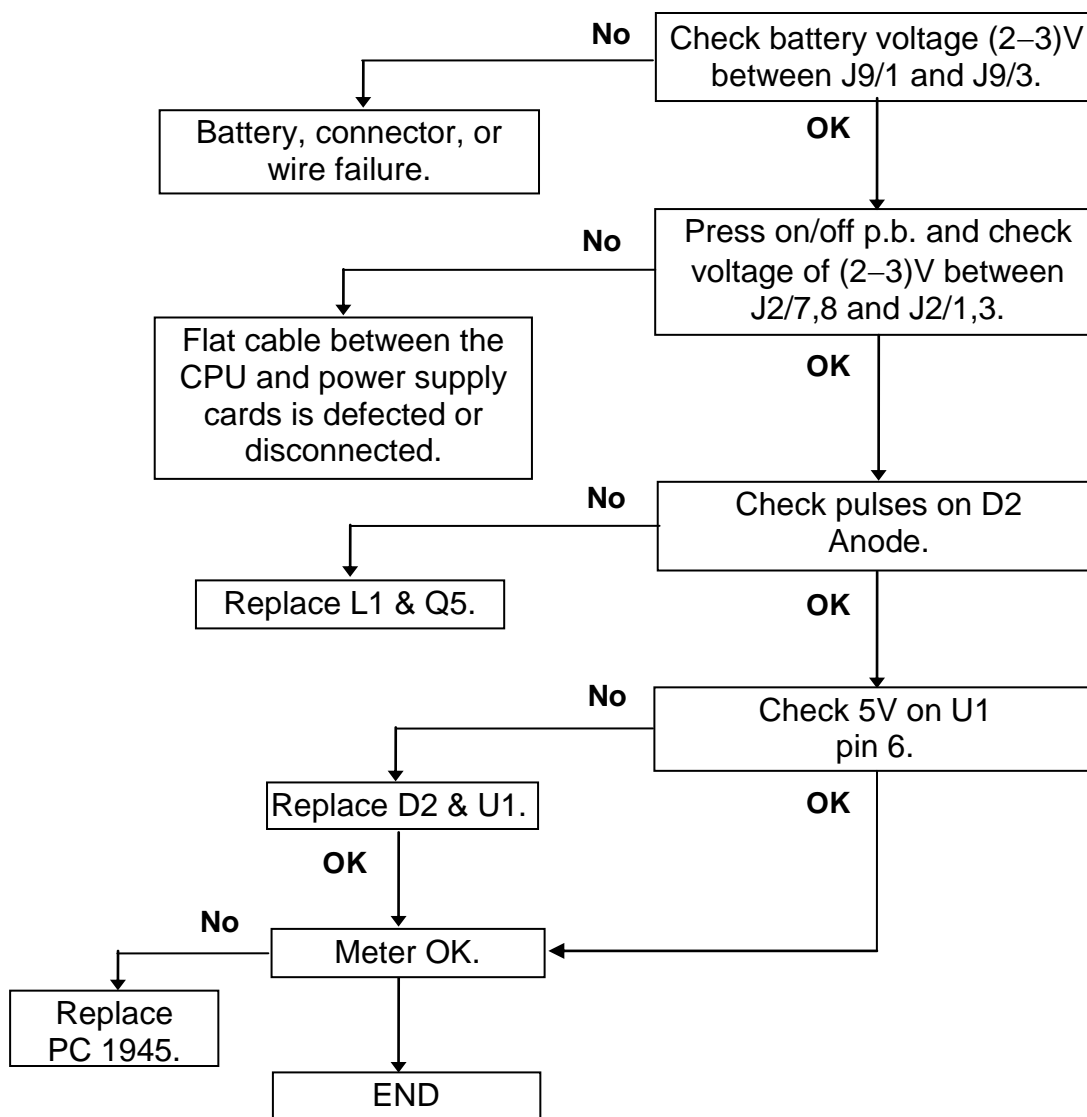 No
Check battery voltage (2–3)V
between J9/1 and J9/3.
Battery, connector, or
wire failure.
OK
No
Press on/off p.b. and check
voltage of (2–3)V between
J2/7,8 and J2/1,3.
Flat cable between the
CPU and power supply
cards is defected or
disconnected.
OK
No
Check pulses on D2
Anode.
Replace L1 & Q5.
OK
No
Check 5V on U1
pin 6.
Replace D2 & U1.
OK
OK
No
Meter OK.
Replace
PC 1945.
END